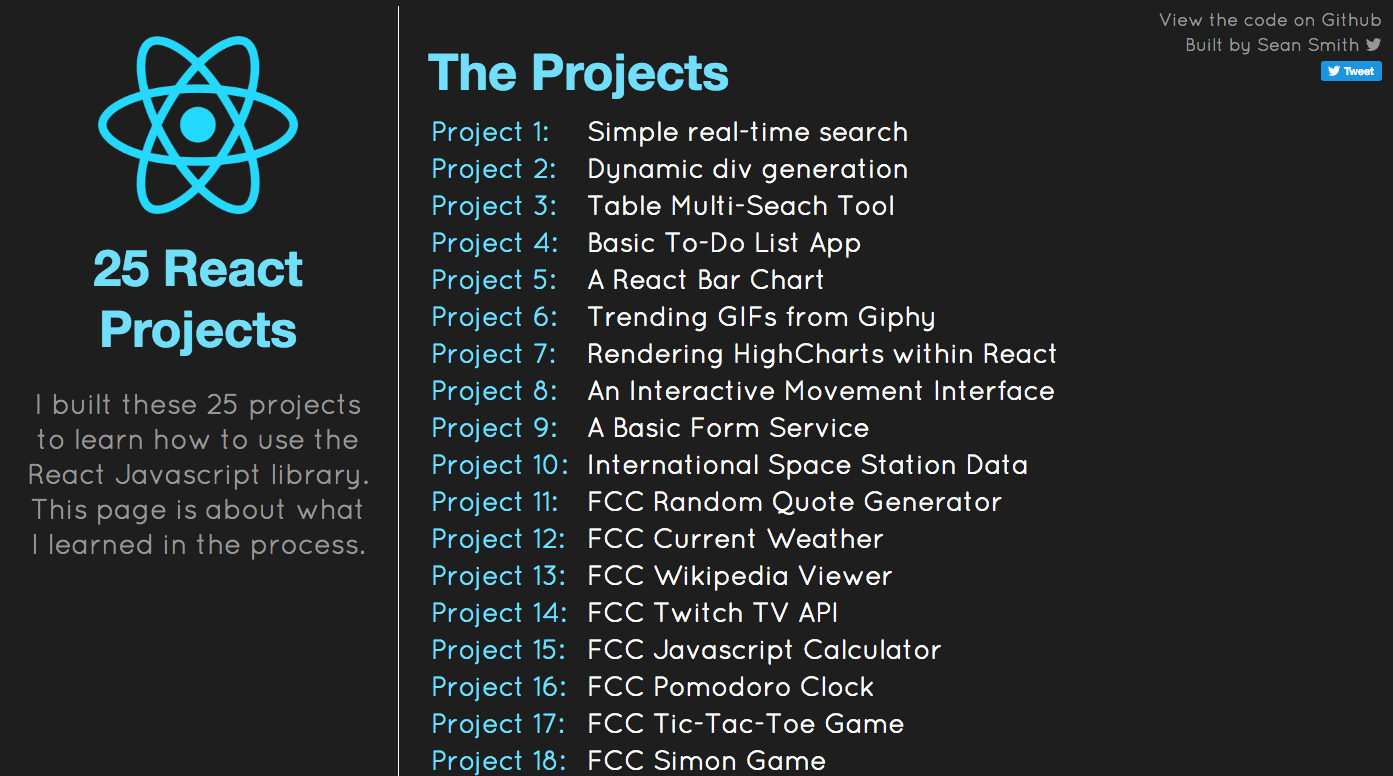 25 React
Projects
I built these 25 projects
to learn how to use the
React Javascript library.
This page is about what
I learned in the process.
View the code on Github
Built by Sean Smith
Tweet
The Projects
Project 1: Simple real-time search
Project 2: Dynamic div generation
Project 3: Table Multi-Seach Tool
Project 4: Basic To-Do List App
Project 5: A React Bar Chart
Project 6: Trending GIFs from Giphy
Project 7: Rendering HighCharts within React
Project 8: An Interactive Movement Interface
Project 9: A Basic Form Service
Project 10: International Space Station Data
Project 11: FCC Random Quote Generator
Project 12: FCC Current Weather
Project 13: FCC Wikipedia Viewer
Project 14: FCC Twitch TV API
Project 15: FCC Javascript Calculator
Project 16: FCC Pomodoro Clock
Project 17: FCC Tic-Tac-Toe Game
Project 18: FCC Simon Game